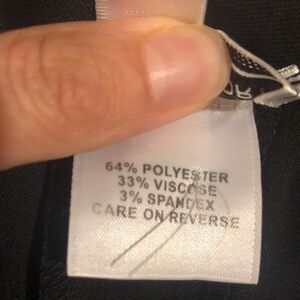 64% POLYESTER
33% VISCOSE
3% SPANDEX
CARE ON REVERSE